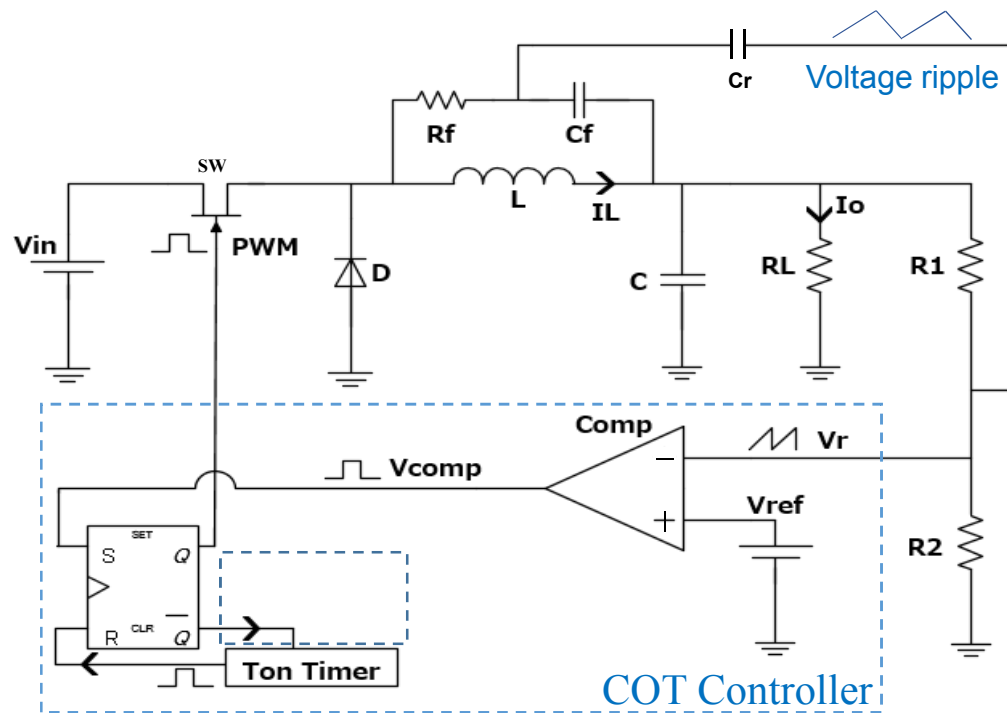 Cr
Voltage ripple
Rf
Cf
SW
L
IL
Io
Vin
PWM
D
C
RL
R1
Comp
Vr
Vcomp
Vref
R2
SET
S
Q
R
CLR
Q
Ton Timer
COT Controller